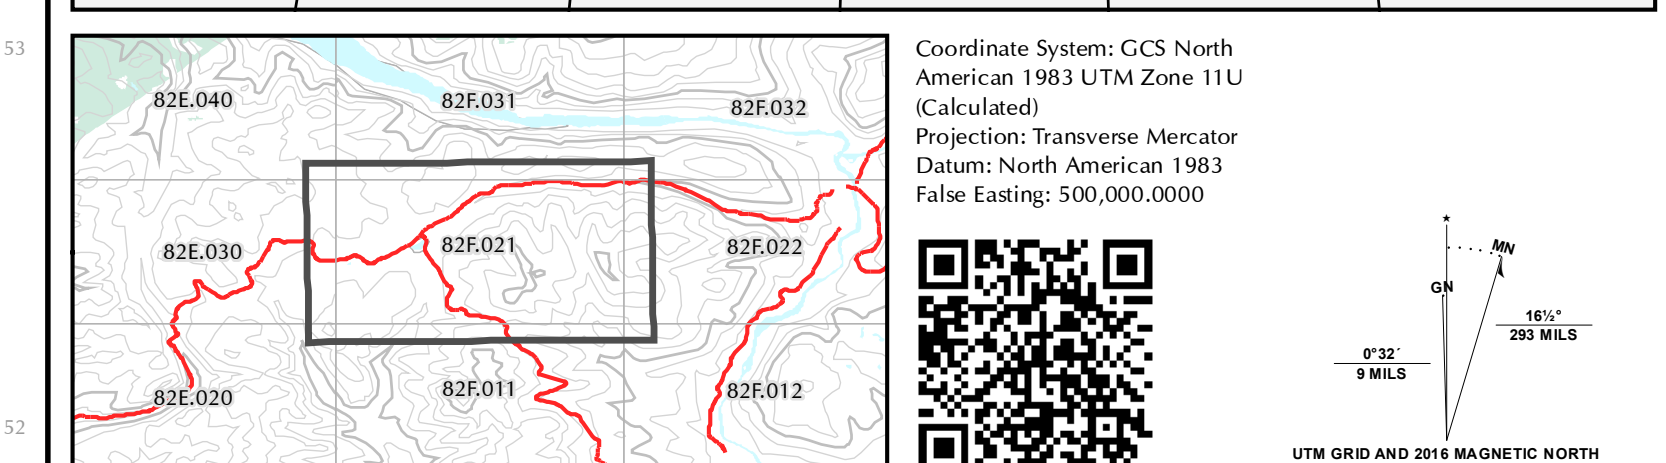 53
82E.040
82F.031
82F.032
82E.030
82F.021
82F.022
82E.020
82F.011
82F.012
52
Coordinate System: GCS North
American 1983 UTM Zone 11U
(Calculated)
Projection: Transverse Mercator
Datum: North American 1983
False Easting: 500,000.0000
MN
GN
16½°
293 MILS
0°32´
9 MILS
UTM GRID AND 2016 MAGNETIC NORTH